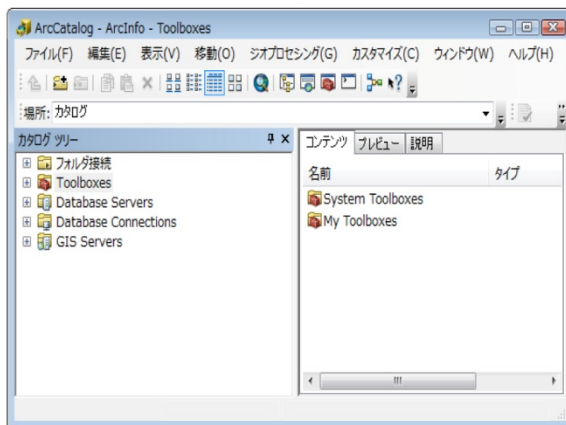 ArcCatalog - ArcInfo - Toolboxes
ファイル(F) 編集(E) 表示(V) 移動(O) ジオプロセシング(G) カスタマイズ(C) ウィンドウ(W) ヘルプ(H)
場所: カタログ
カタログ ツリー
フォルダ接続
Toolboxes
Database Servers
Database Connections
GIS Servers
コンテンツ プレビュー 説明
名前 タイプ
System Toolboxes
My Toolboxes